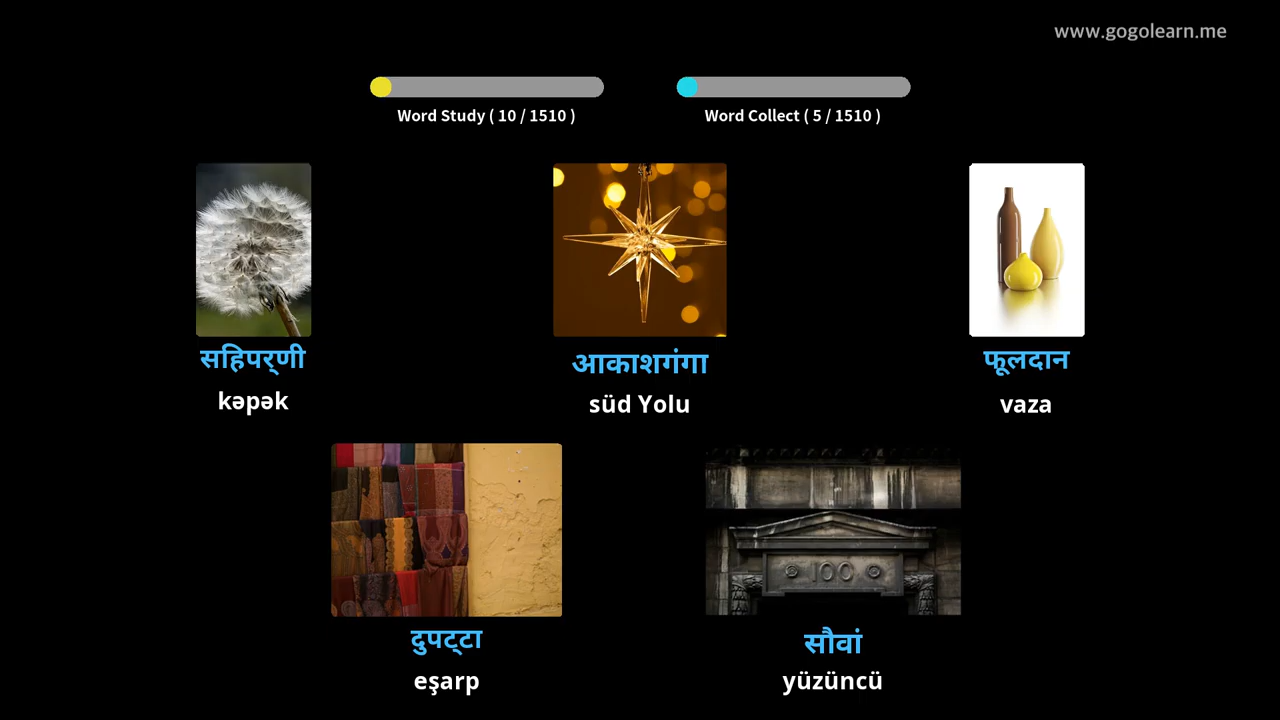 www.gogolearn.me
Word Study ( 10 / 1510 )
Word Collect ( 5 / 1510 )
सहिपर्णी
kəpək
आकाशगंगा
süd Yolu
फूलदान
vaza
100
दुपट्टा
eşarp
सौवां
yüzüncü